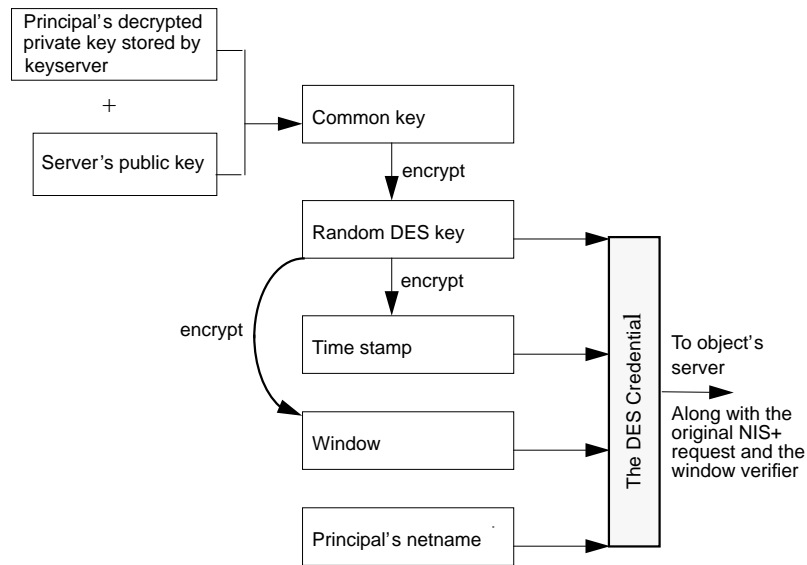 Principal's decrypted
private key stored by
keyserver
+
Server's public key
Common key
encrypt
Random DES key
encrypt
encrypt
Time stamp
Window
Principal's netname
The DES Credential
To object's
server
Along with the
original NIS+
request and the
window verifier